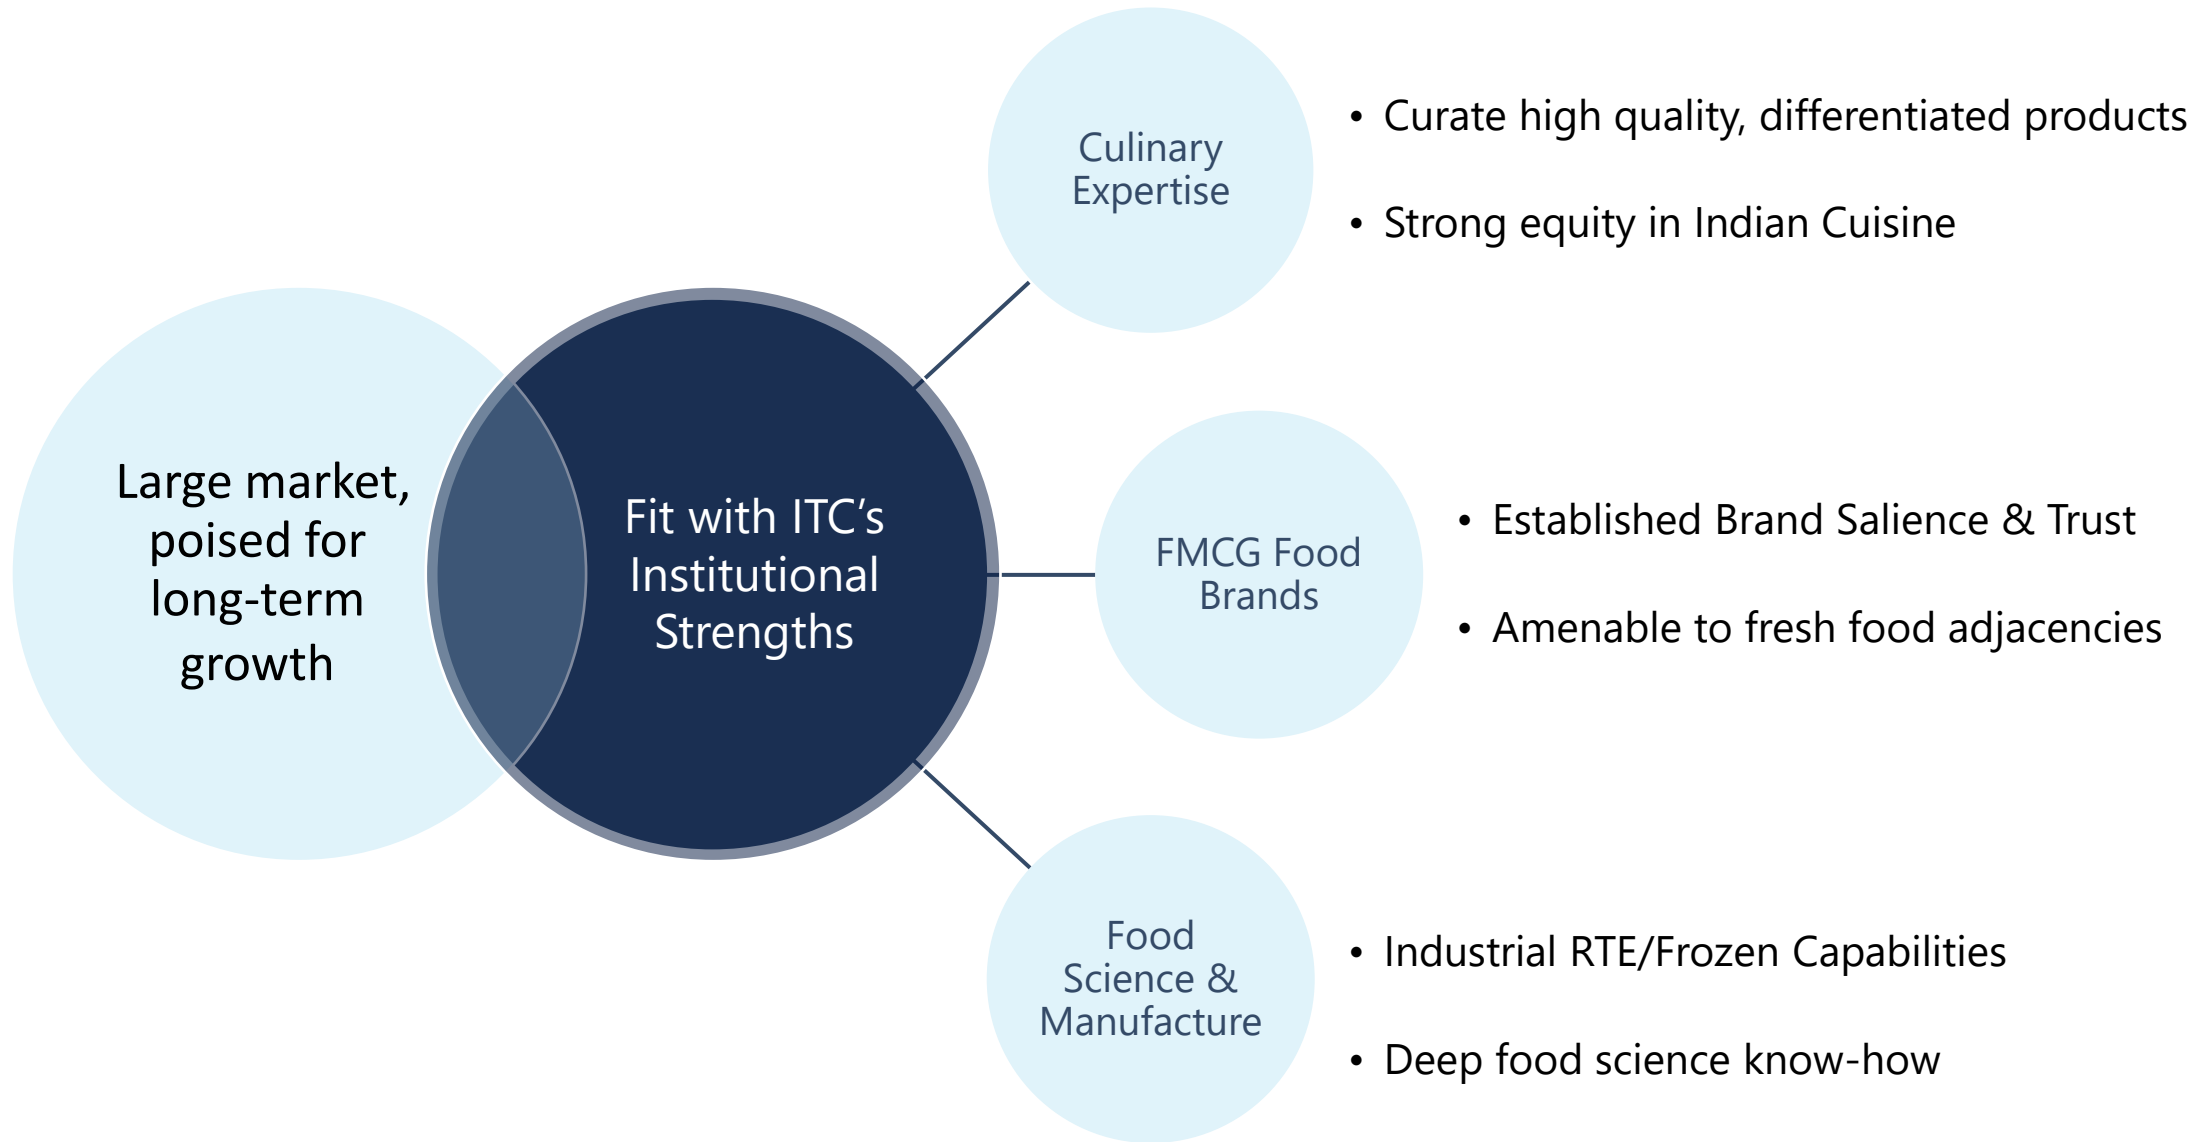 Large market,
poised for
long-term
growth
Fit with ITC’s
Institutional
Strengths
Culinary
Expertise
• Curate high quality, differentiated products
• Strong equity in Indian Cuisine
FMCG Food
Brands
• Established Brand Salience & Trust
• Amenable to fresh food adjacencies
Food
Science &
Manufacture
• Industrial RTE/Frozen Capabilities
• Deep food science know-how